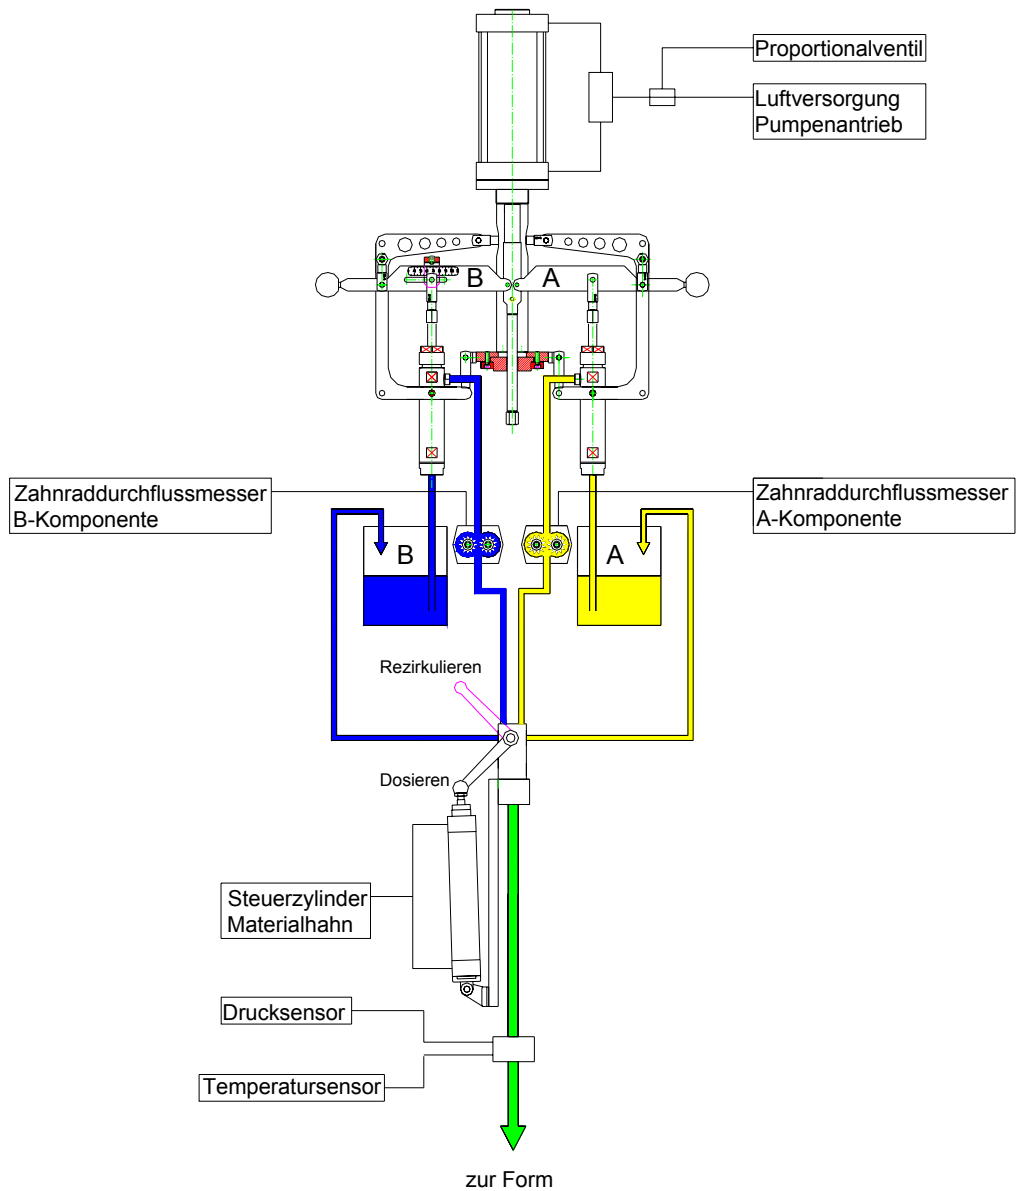 Proportionalventil
Luftversorgung
Pumpenantrieb
B
A
Zahnraddurchflussmesser
B-Komponente
Zahnraddurchflussmesser
A-Komponente
B
A
Rezirkulieren
Dosieren
Steuerzylinder
Materialhahn
Drucksensor
Temperatursensor
zur Form